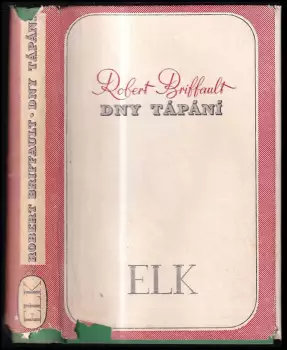 ROBERT BRIFFAULT · DNY TÁPÁNÍ
ELK
Robert Briffault
DNY TÁPÁNÍ
ELK